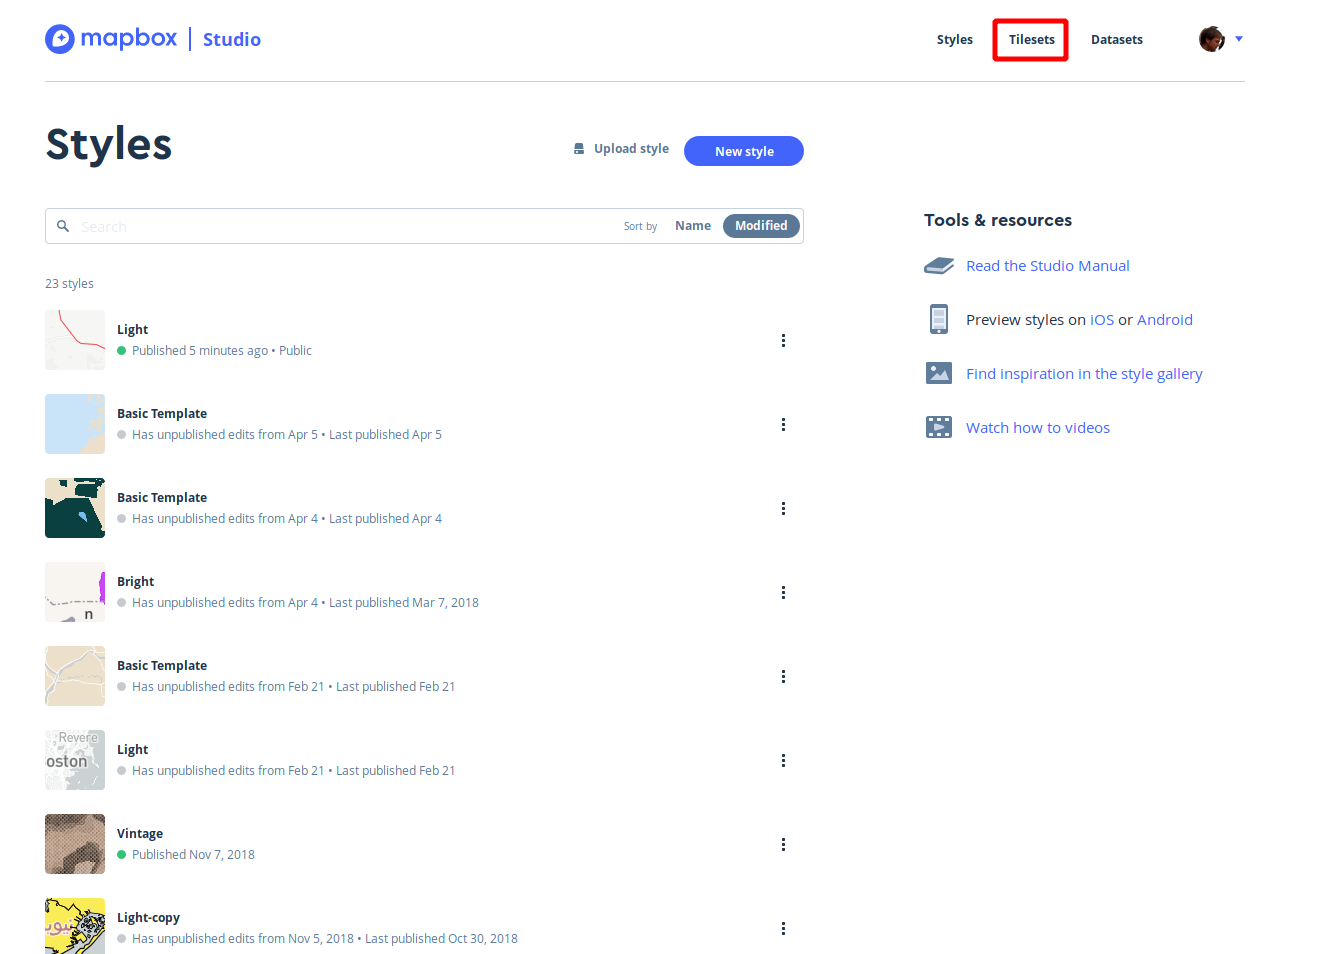 mapbox | Studio
Styles Tilesets Datasets
Styles
Upload style New style
Search Sort by Name Modified
23 styles
Light
Published 5 minutes ago • Public
Basic Template
Has unpublished edits from Apr 5 • Last published Apr 5
Basic Template
Has unpublished edits from Apr 4 • Last published Apr 4
n
Bright
Has unpublished edits from Apr 4 • Last published Mar 7, 2018
Basic Template
Has unpublished edits from Feb 21 • Last published Feb 21
Revere
oston
Light
Has unpublished edits from Feb 21 • Last published Feb 21
Vintage
Published Nov 7, 2018
Light-copy
Has unpublished edits from Nov 5, 2018 • Last published Oct 30, 2018
Tools & resources
Read the Studio Manual
Preview styles on iOS or Android
Find inspiration in the style gallery
Watch how to videos